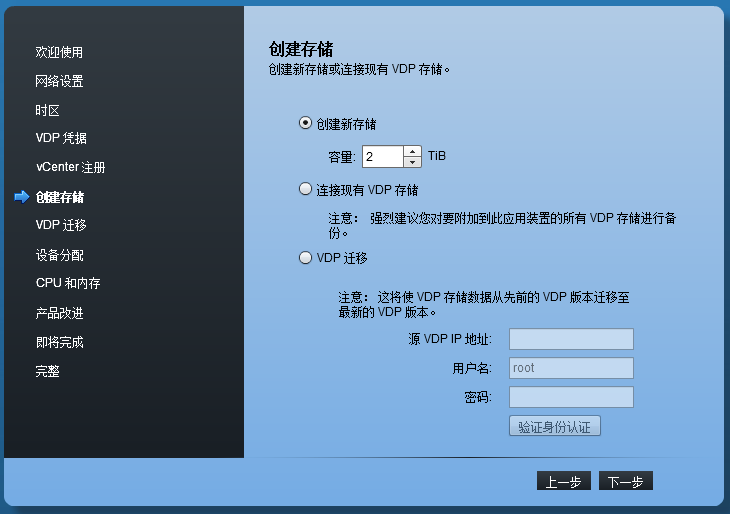 欢迎使用
网络设置
时区
VDP 凭据
vCenter 注册
创建存储
VDP 迁移
设备分配
CPU 和内存
产品改进
即将完成
完整
创建存储
创建新存储或连接现有 VDP 存储。
创建新存储
容量: 2 TiB
连接现有 VDP 存储
注意： 强烈建议您对要附加到此应用装置的所有 VDP 存储进行备
份。
VDP 迁移
注意： 这将使 VDP 存储数据从先前的 VDP 版本迁移至
最新的 VDP 版本。
源 VDP IP 地址:
用户名: root
密码:
验证身份认证
上一步 下一步